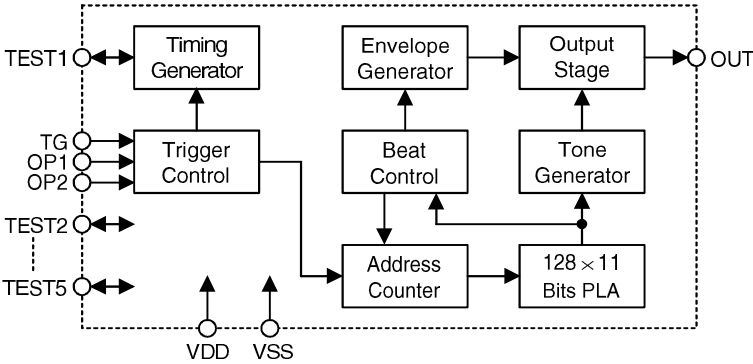 TEST1
Timing
Generator
Envelope
Generator
Output
Stage
OUT
TG
OP1
OP2
Trigger
Control
Beat
Control
Tone
Generator
TEST2
TEST5
Address
Counter
128 × 11
Bits PLA
VDD
VSS